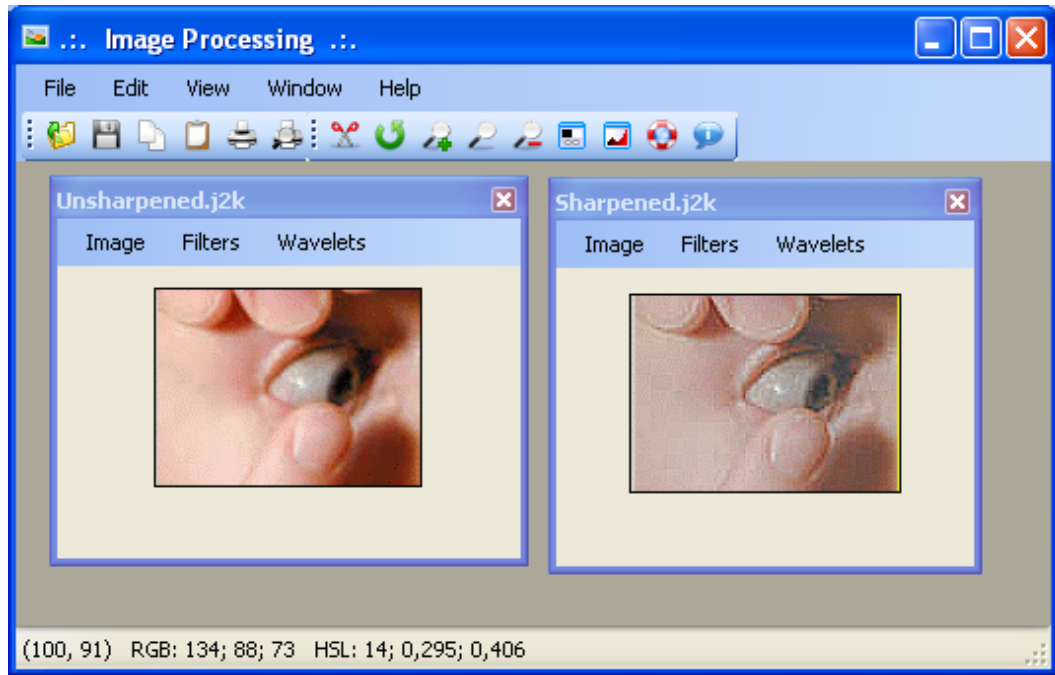 .:. Image Processing .:.
File Edit View Window Help
Unsharpened.j2k
Image Filters Wavelets
Sharpened.j2k
Image Filters Wavelets
(100, 91) RGB: 134; 88; 73 HSL: 14; 0,295; 0,406